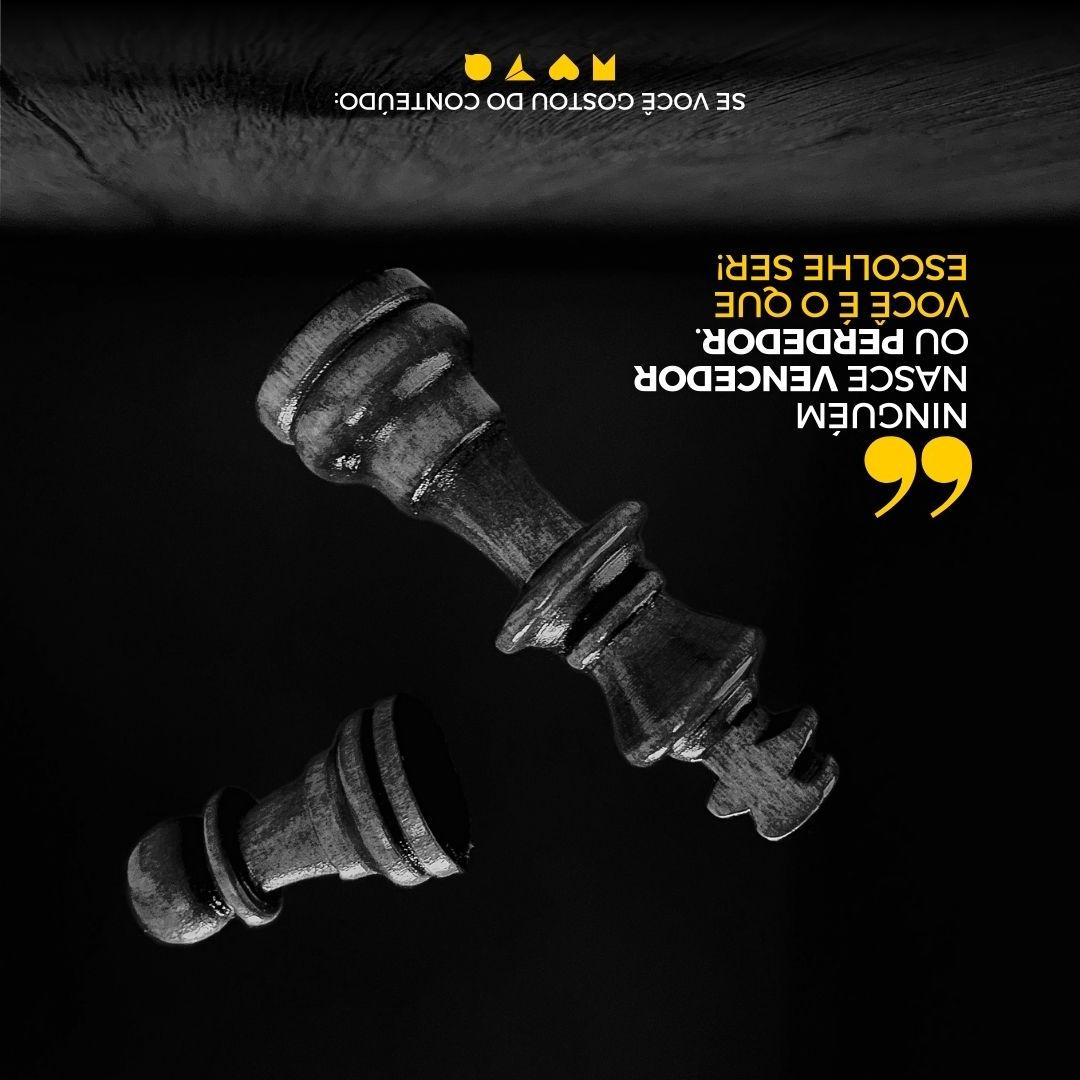 NINGUÉM
NASCE VENCEDOR
OU PERDEDOR.
VOCÊ É O QUE
ESCOLHE SER!
SE VOCÊ GOSTOU DO CONTEÚDO: